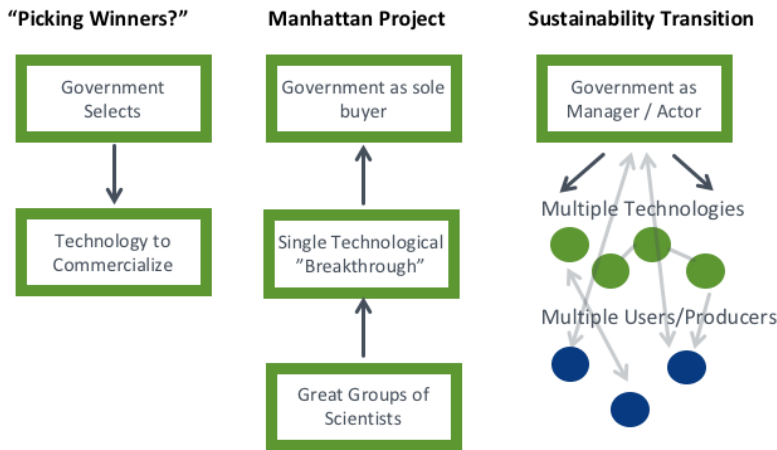 “Picking Winners?”
Government
Selects
Technology to
Commercialize
Manhattan Project
Government as sole
buyer
Single Technological
”Breakthrough”
Great Groups of
Scientists
Sustainability Transition
Government as
Manager / Actor
Multiple Technologies
Multiple Users/Producers